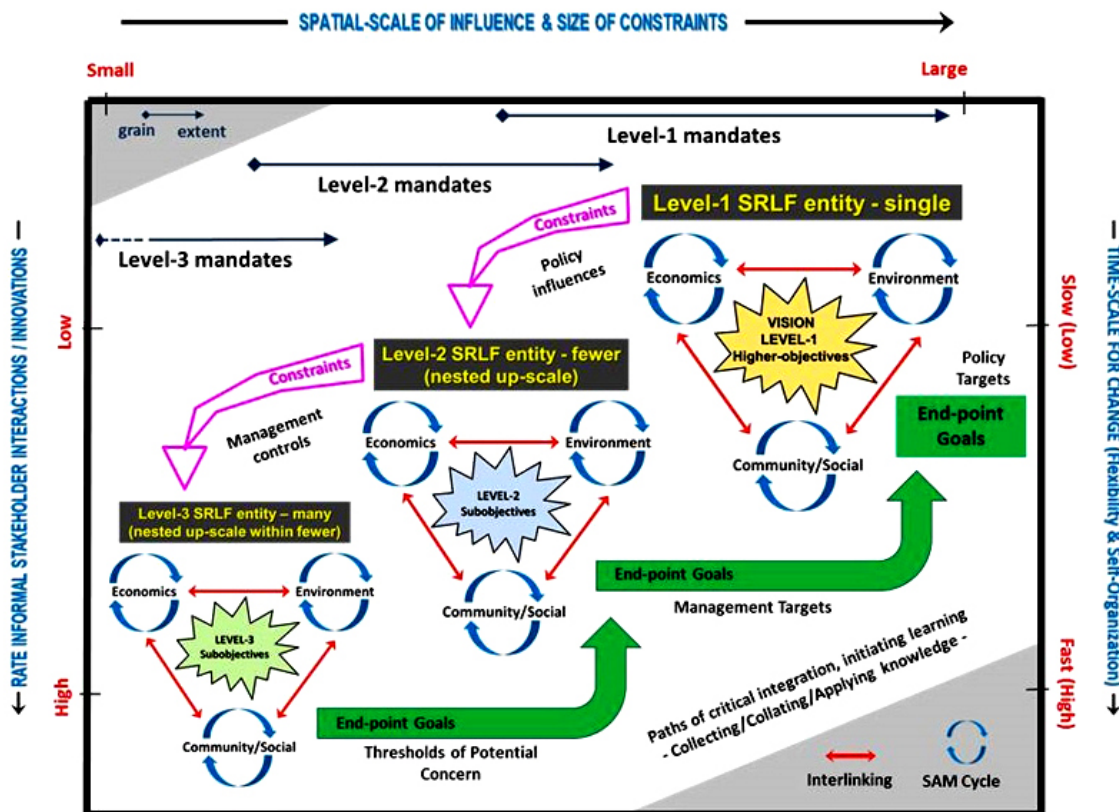 SPATIAL-SCALE OF INFLUENCE & SIZE OF CONSTRAINTS
Small
Large
grain
extent
Level-1 mandates
Level-2 mandates
Level-3 mandates
Constraints
Policy
influences
Level-1 SRLF entity - single
Economics
Environment
VISION
LEVEL-1
Higher-objectives
Community/Social
Policy
Targets
End-point
Goals
Constraints
Management
controls
Level-2 SRLF entity - fewer
(nested up-scale)
Economics
Environment
LEVEL-2
Subobjectives
Community/Social
End-point Goals
Management Targets
Level-3 SRLF entity – many
(nested up-scale within fewer)
Economics
Environment
LEVEL-3
Subobjectives
Community/Social
End-point Goals
Thresholds of Potential
Concern
Paths of critical integration, initiating learning
- Collecting/Collating/Applying knowledge -
Interlinking
SAM Cycle
RATE INFORMAL STAKEHOLDER INTERACTIONS / INNOVATIONS
Low
High
TIME-SCALE FOR CHANGE (Flexibility & Self-Organization)
Slow (Low)
Fast (High)